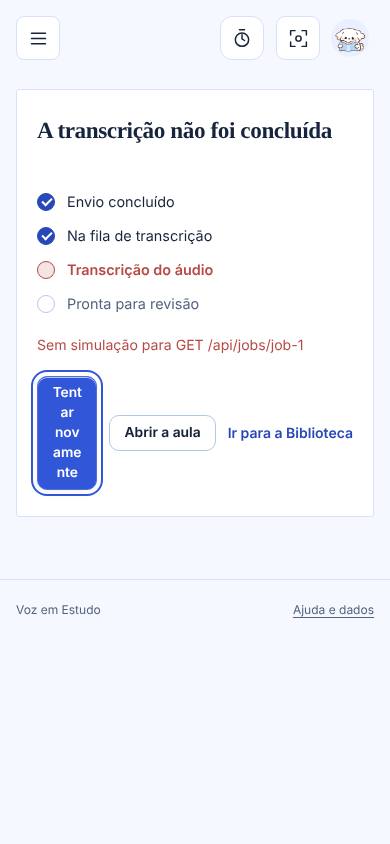 A transcrição não foi concluída
Envio concluído
Na fila de transcrição
Transcrição do áudio
Pronta para revisão
Sem simulação para GET /api/jobs/job-1
Tent
ar
nov
ame
nte
Abrir a aula
Ir para a Biblioteca
Voz em Estudo
Ajuda e dados